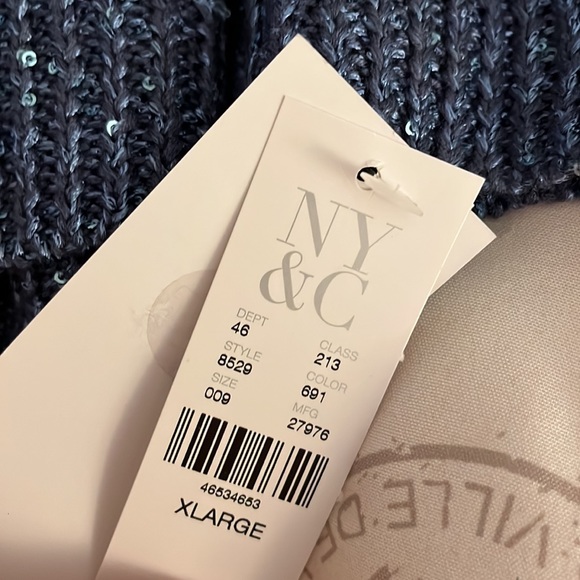 NY
&C
DEPT CLASS
46 213
STYLE COLOR
8529 691
SIZE MFG
009 27976
46534653
XLARGE
VILLE·DE